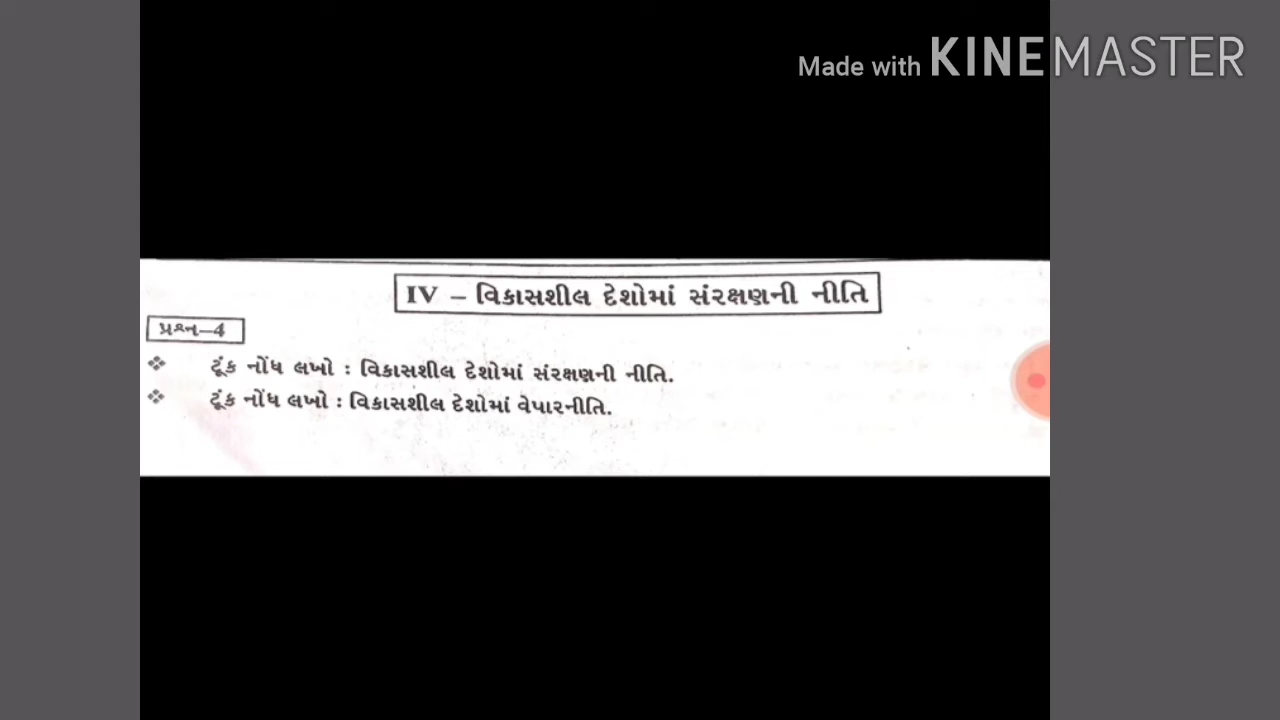 Made with KINEMASTER
IV – વિકાસશીલ દેશોમાં સંરક્ષણની નીતિ
પ્રશ્ન–4
❖ ટૂંક નોંધ લખો : વિકાસશીલ દેશોમાં સંરક્ષણની નીતિ.
❖ ટૂંક નોંધ લખો : વિકાસશીલ દેશોમાં વેપારનીતિ.